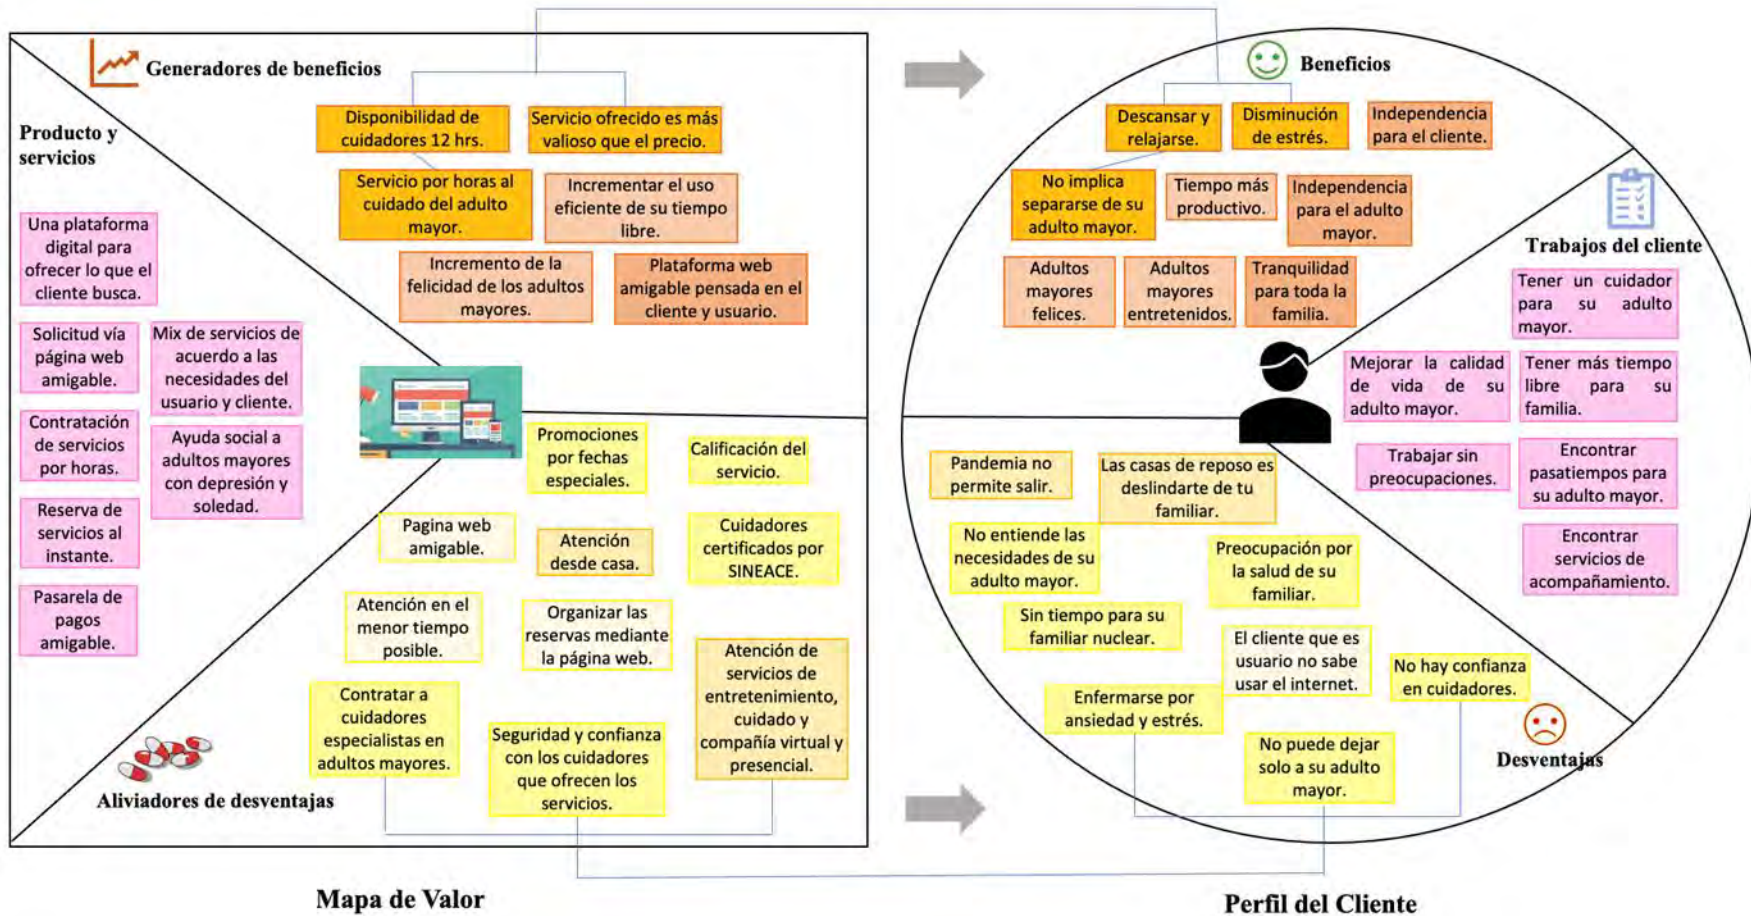 Generadores de beneficios
Producto y
servicios
Disponibilidad de
cuidadores 12 hrs.
Servicio ofrecido es más
valioso que el precio.
Servicio por horas al
cuidado del adulto
mayor.
Incrementar el uso
eficiente de su tiempo
libre.
Incremento de la
felicidad de los adultos
mayores.
Plataforma web
amigable pensada en el
cliente y usuario.
Una plataforma
digital para
ofrecer lo que el
cliente busca.
Solicitud vía
página web
amigable.
Mix de servicios de
acuerdo a las
necesidades del
usuario y cliente.
Contratación
de servicios
por horas.
Ayuda social a
adultos mayores
con depresión y
soledad.
Reserva de
servicios al
instante.
Pasarela de
pagos
amigable.
Promociones
por fechas
especiales.
Calificación del
servicio.
Pagina web
amigable.
Atención
desde casa.
Cuidadores
certificados por
SINEACE.
Atención en el
menor tiempo
posible.
Organizar las
reservas mediante
la página web.
Atención de
servicios de
entretenimiento,
cuidado y
compañía virtual y
presencial.
Contratar a
cuidadores
especialistas en
adultos mayores.
Seguridad y confianza
con los cuidadores
que ofrecen los
servicios.
Aliviadores de desventajas
Mapa de Valor
Beneficios
Descansar y
relajarse.
Disminución
de estrés.
Independencia
para el cliente.
No implica
separarse de su
adulto mayor.
Tiempo más
productivo.
Independencia
para el adulto
mayor.
Adultos
mayores
felices.
Adultos
mayores
entretenidos.
Tranquilidad
para toda la
familia.
Trabajos del cliente
Tener un cuidador
para su adulto
mayor.
Mejorar la calidad
de vida de su
adulto mayor.
Tener más tiempo
libre para su
familia.
Trabajar sin
preocupaciones.
Encontrar
pasatiempos para
su adulto mayor.
Encontrar
servicios de
acompañamiento.
Pandemia no
permite salir.
Las casas de reposo es
deslindarte de tu
familiar.
No entiende las
necesidades de su
adulto mayor.
Preocupación por
la salud de su
familiar.
Sin tiempo para su
familiar nuclear.
El cliente que es
usuario no sabe
usar el internet.
No hay confianza
en cuidadores.
Enfermarse por
ansiedad y estrés.
No puede dejar
solo a su adulto
mayor.
Desventajas
Perfil del Cliente